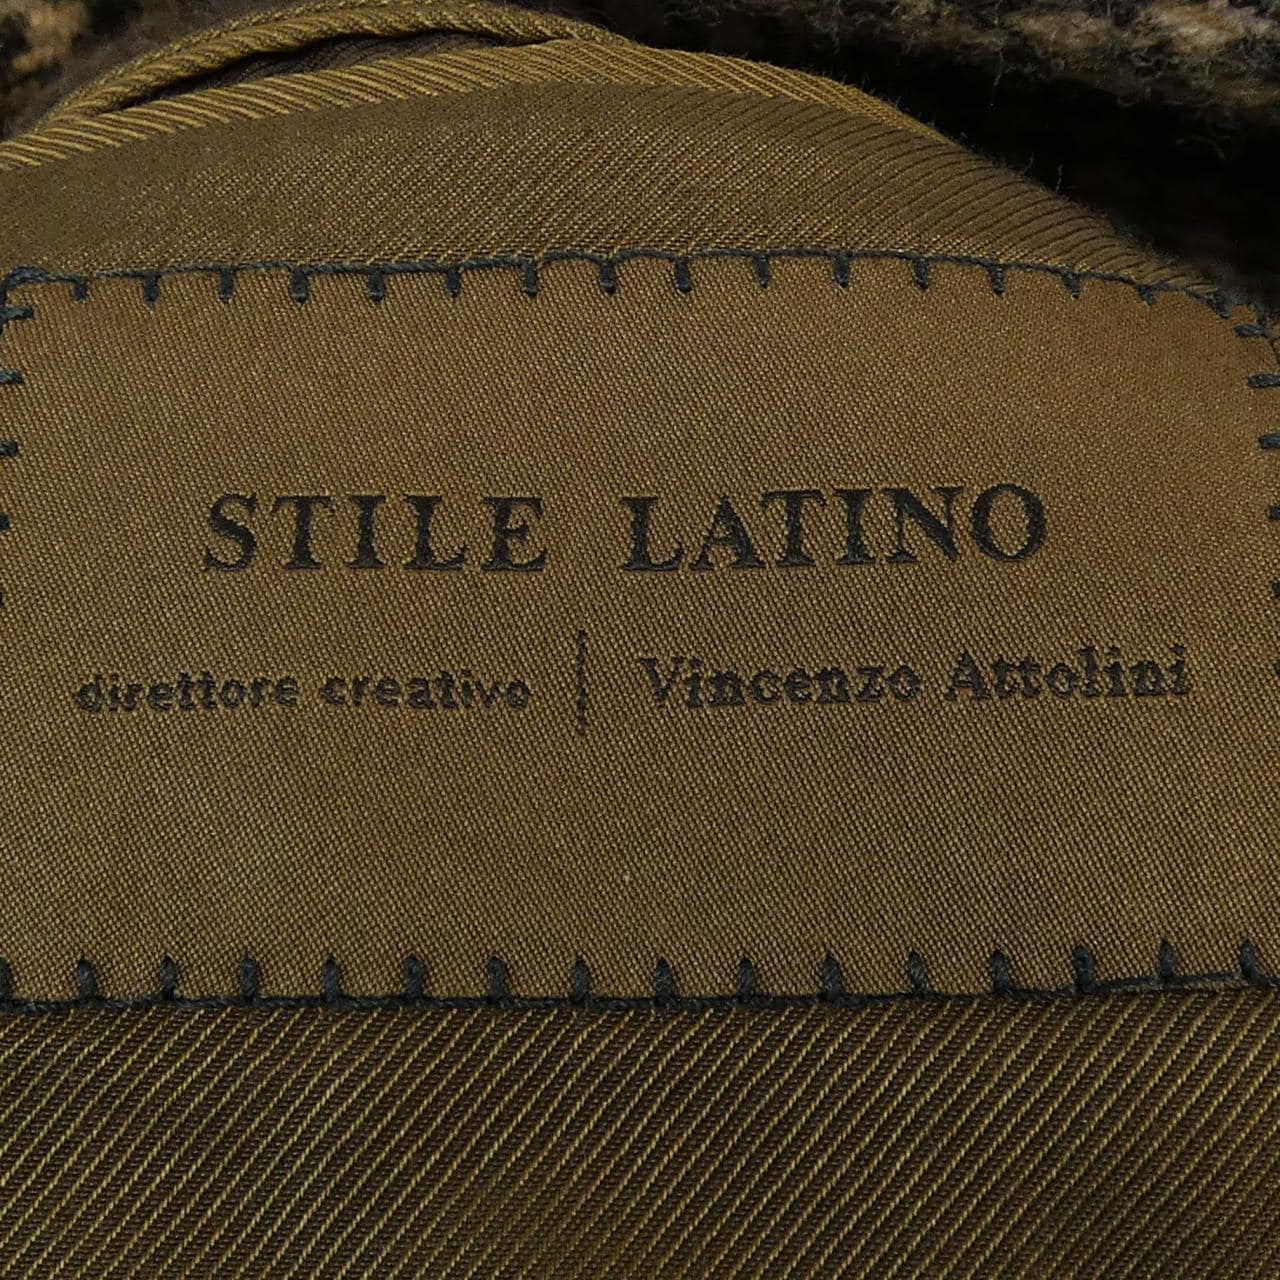 STILE LATINO
direttore creativo | Vincenzo Attolini